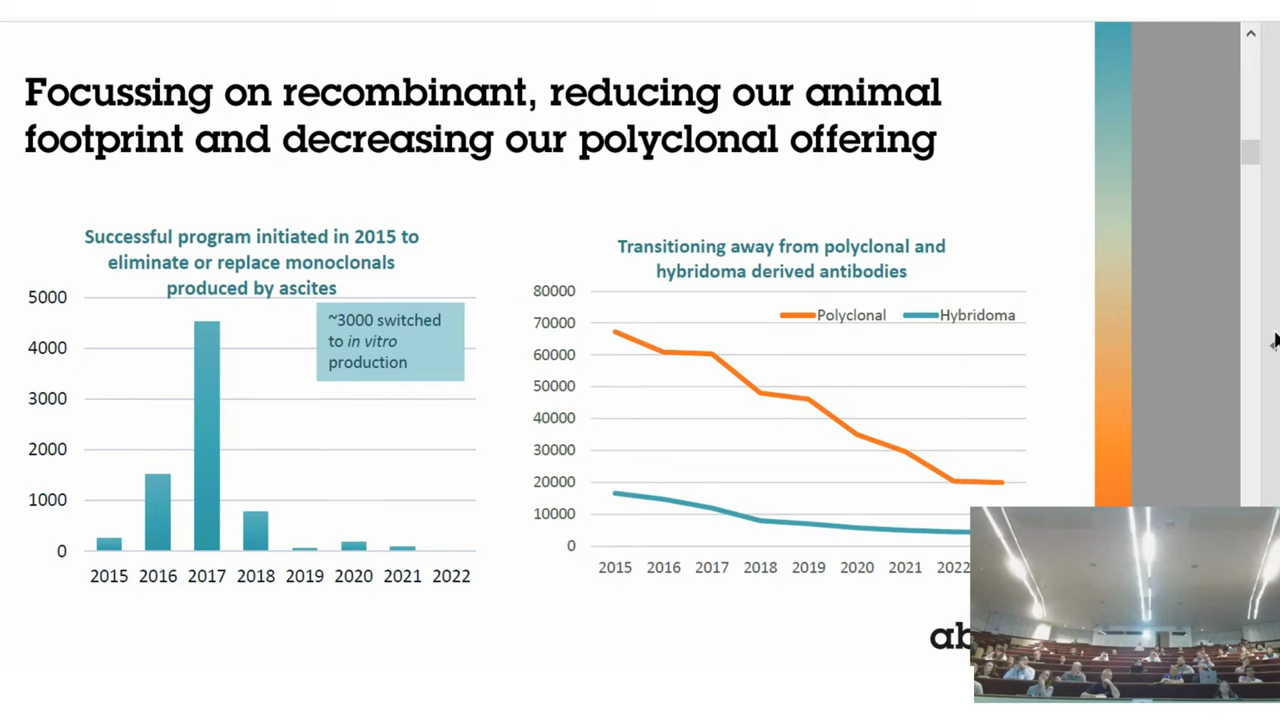 Focussing on recombinant, reducing our animal
footprint and decreasing our polyclonal offering
Successful program initiated in 2015 to
eliminate or replace monoclonals
produced by ascites
5000
4000
3000
2000
1000
0
~3000 switched
to in vitro
production
2015 2016 2017 2018 2019 2020 2021 2022
Transitioning away from polyclonal and
hybridoma derived antibodies
80000
70000
60000
50000
40000
30000
20000
10000
0
Polyclonal Hybridoma
2015 2016 2017 2018 2019 2020 2021 2022
ab